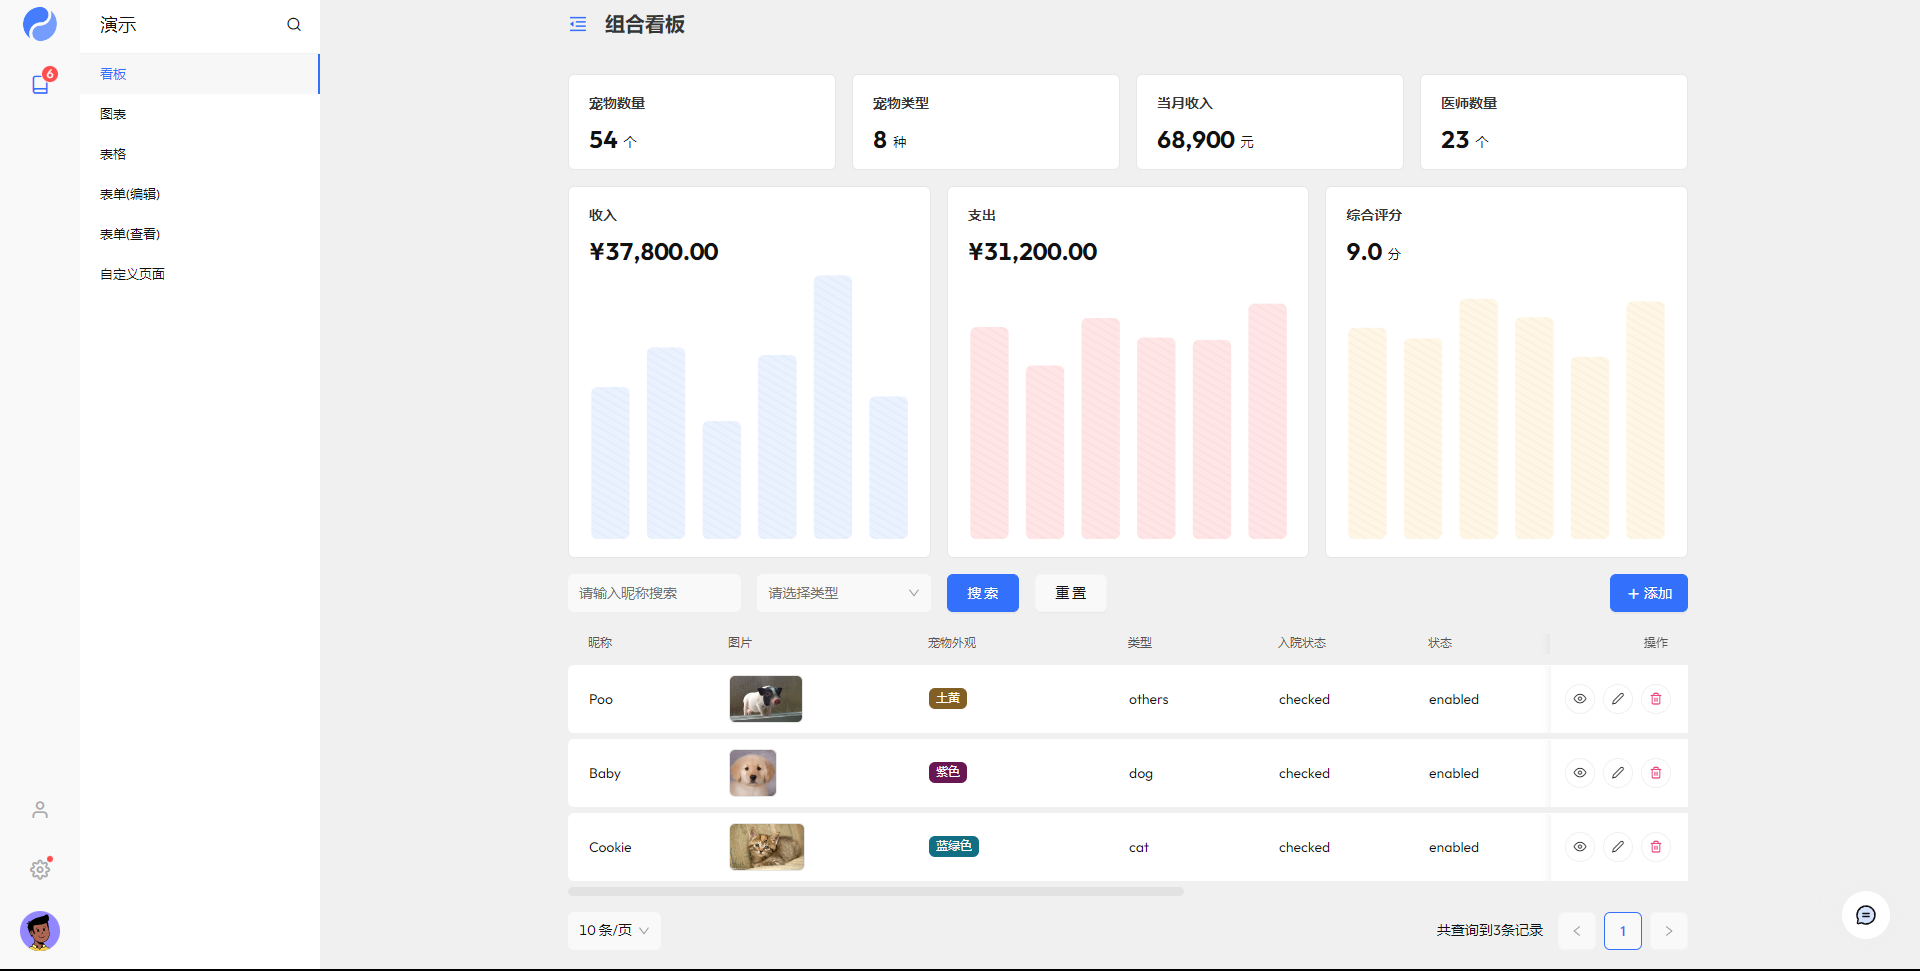 演示
6
看板
图表
表格
表单(编辑)
表单(查看)
自定义页面
组合看板
宠物数量
54 个
宠物类型
8 种
当月收入
68,900 元
医师数量
23 个
收入
¥37,800.00
支出
¥31,200.00
综合评分
9.0 分
请输入昵称搜索 请选择类型 搜索 重置 + 添加
昵称 图片 宠物外观 类型 入院状态 状态 操作
Poo 土黄 others checked enabled
Baby 紫色 dog checked enabled
Cookie 蓝绿色 cat checked enabled
10 条/页 共查询到3条记录 < 1 >